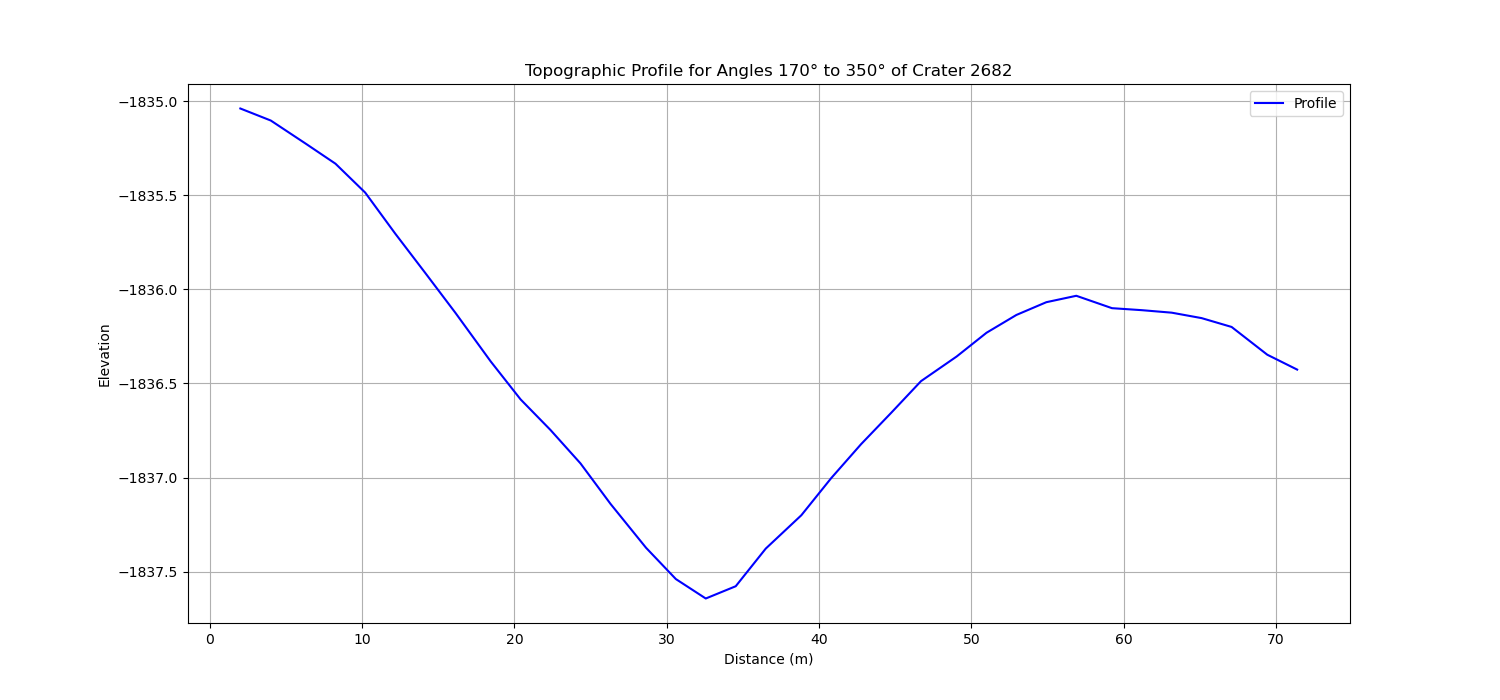 Topographic Profile for Angles 170° to 350° of Crater 2682
Profile
−1835.0
−1835.5
−1836.0
−1836.5
−1837.0
−1837.5
Elevation
0 10 20 30 40 50 60 70
Distance (m)